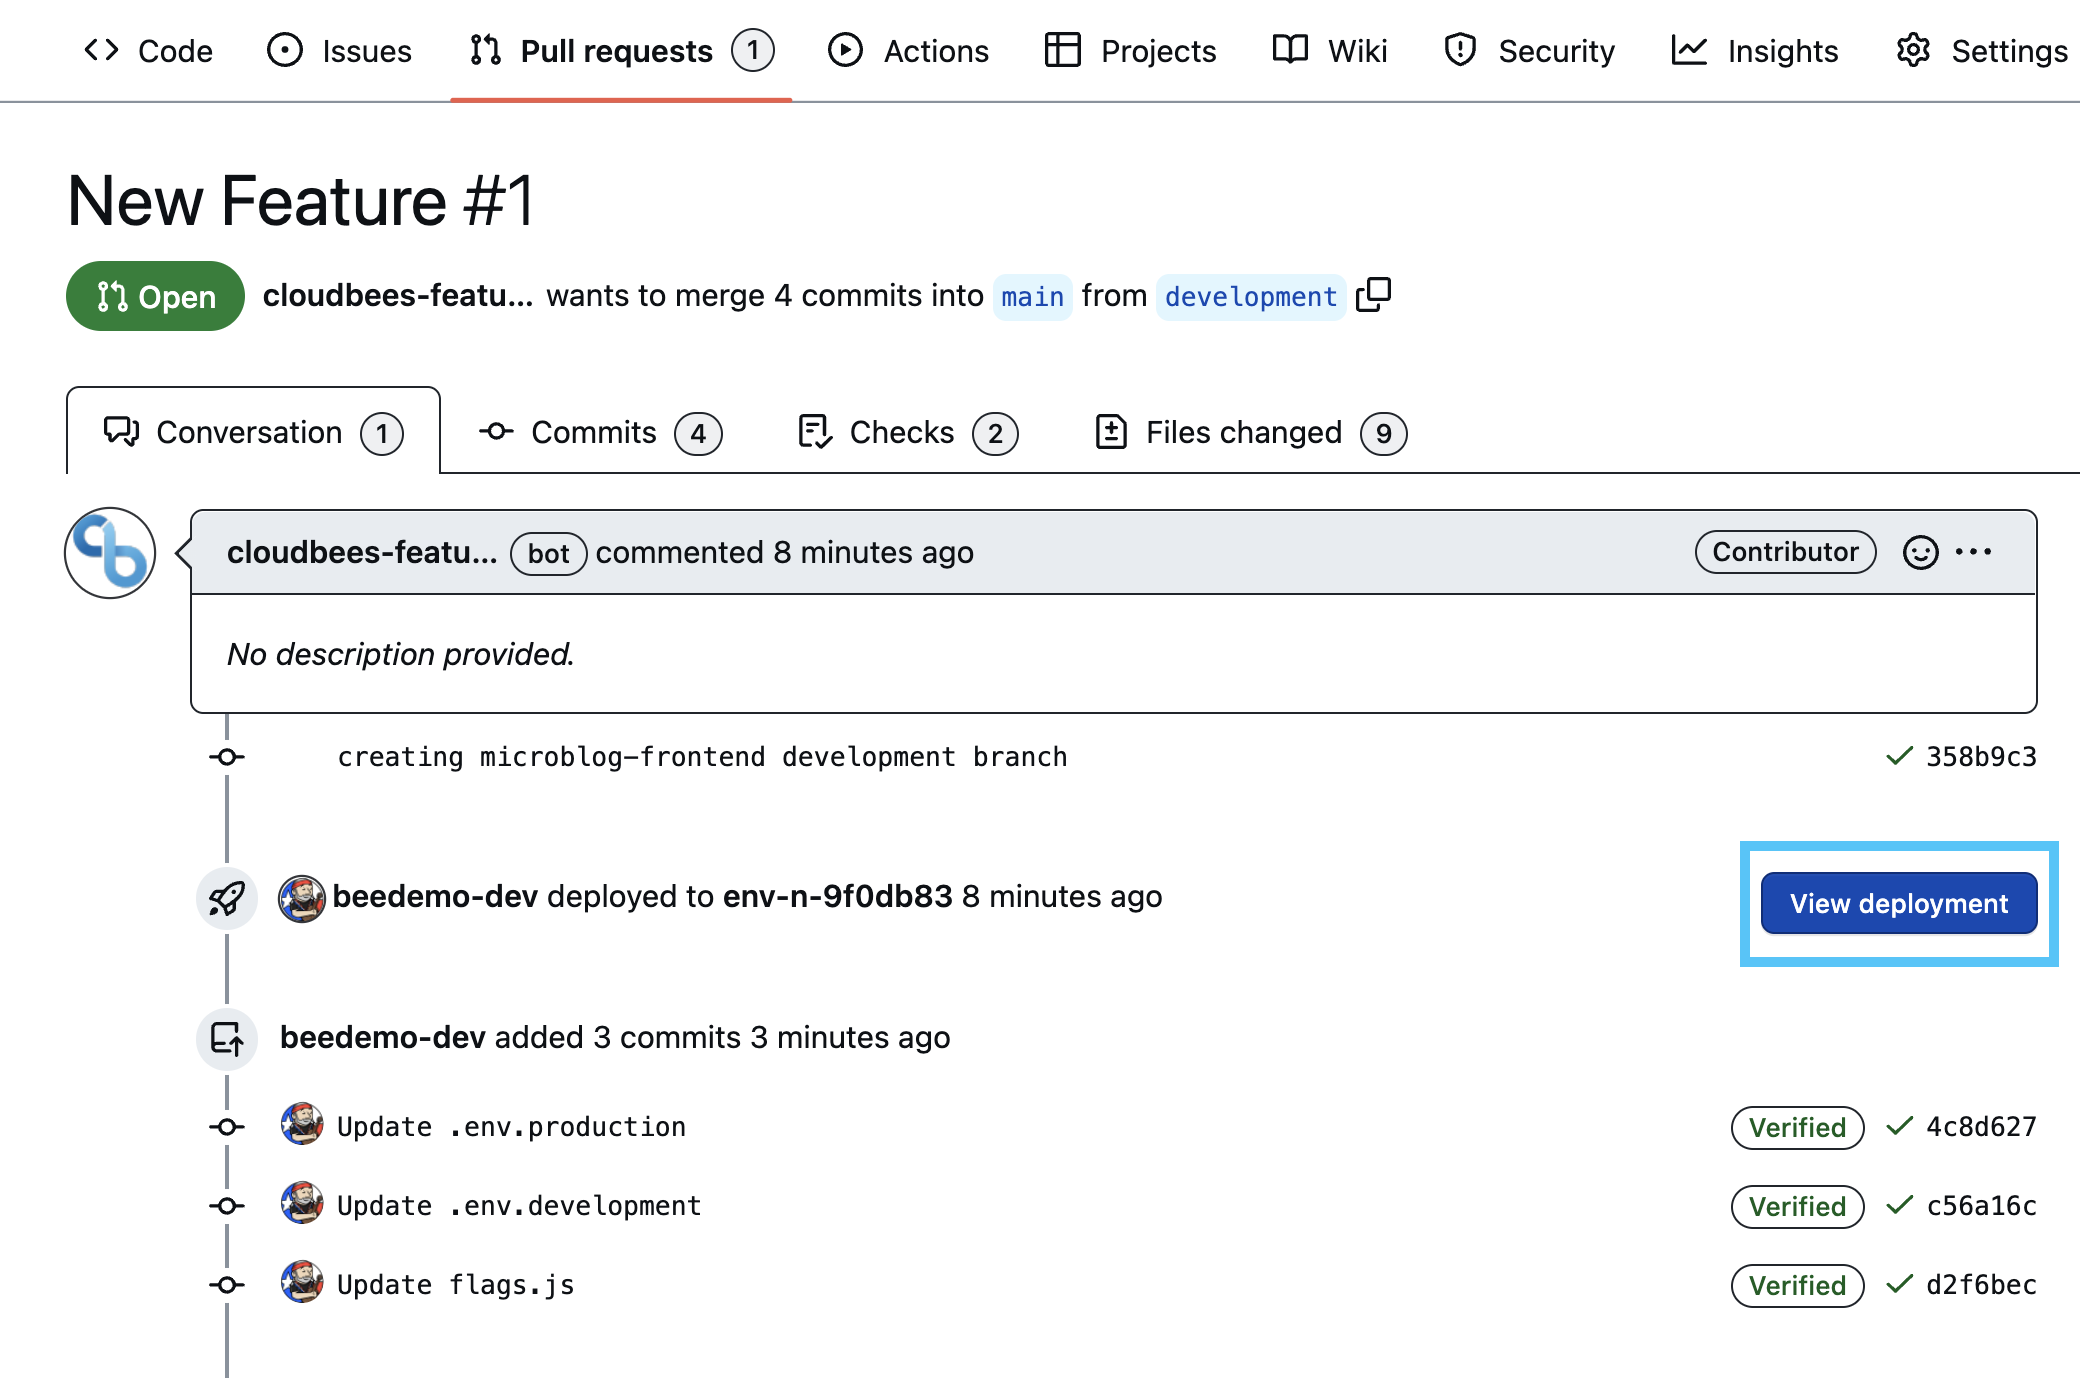 Code Issues Pull requests 1 Actions Projects Wiki Security Insights Settings
New Feature #1
Open cloudbees-featu... wants to merge 4 commits into main from development
Conversation 1 Commits 4 Checks 2 Files changed 9
cloudbees-featu... bot commented 8 minutes ago Contributor
No description provided.
creating microblog-frontend development branch 358b9c3
beedemo-dev deployed to env-n-9f0db83 8 minutes ago View deployment
beedemo-dev added 3 commits 3 minutes ago
Update .env.production Verified 4c8d627
Update .env.development Verified c56a16c
Update flags.js Verified d2f6bec